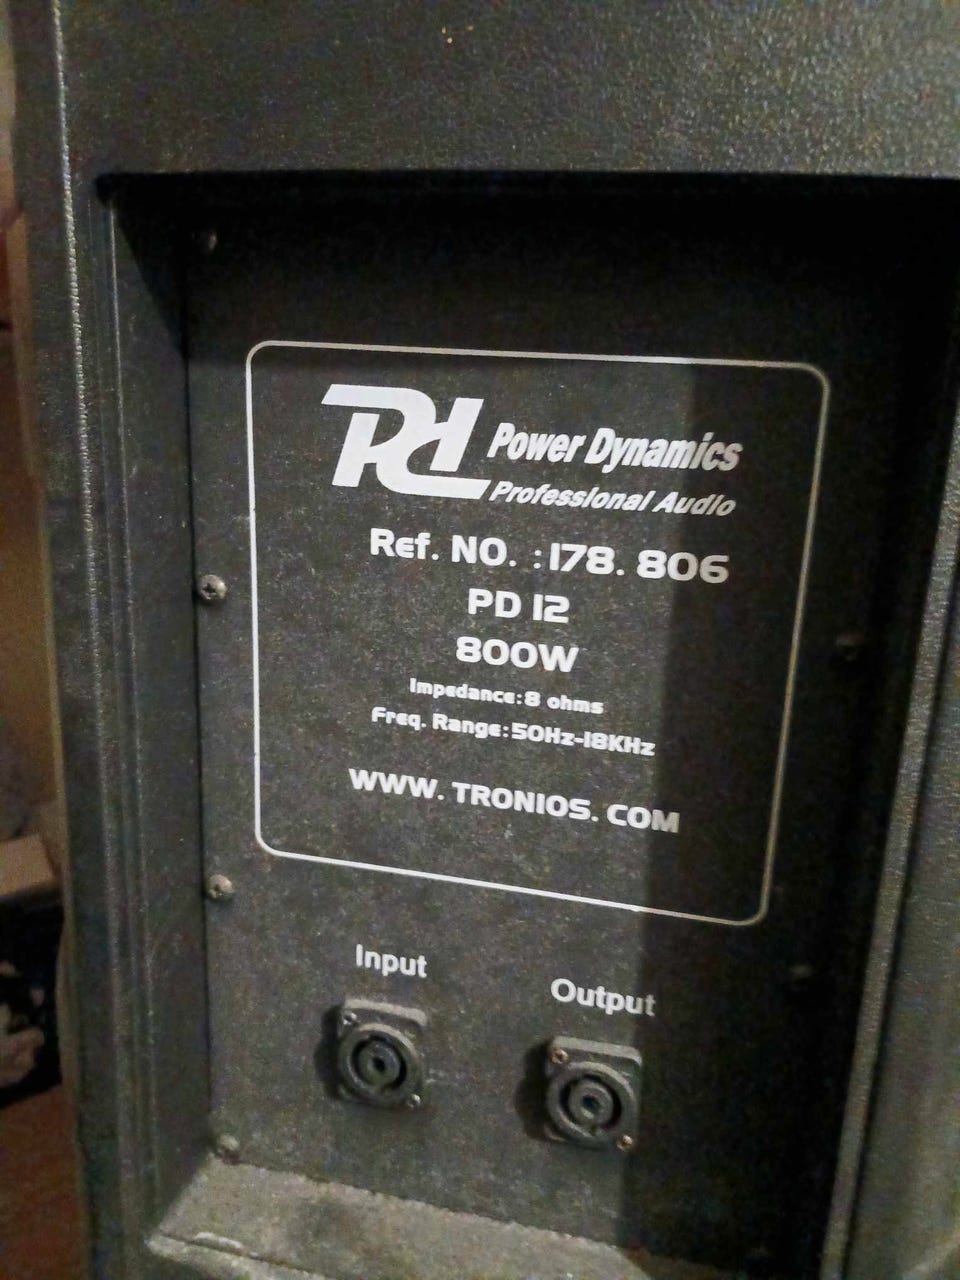 Pd Power Dynamics
Professional Audio
Ref. NO. :178. 806
PD 12
800W
Impedance:8 ohms
Freq. Range:50Hz-18KHz
WWW. TRONIOS. COM
Input
Output